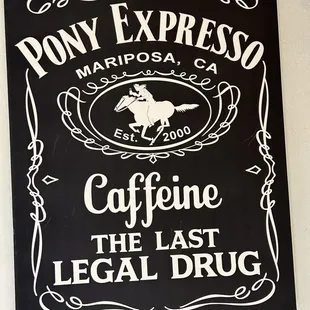 PONY EXPRESSO
MARIPOSA, CA
Est. 2000
Caffeine
THE LAST
LEGAL DRUG